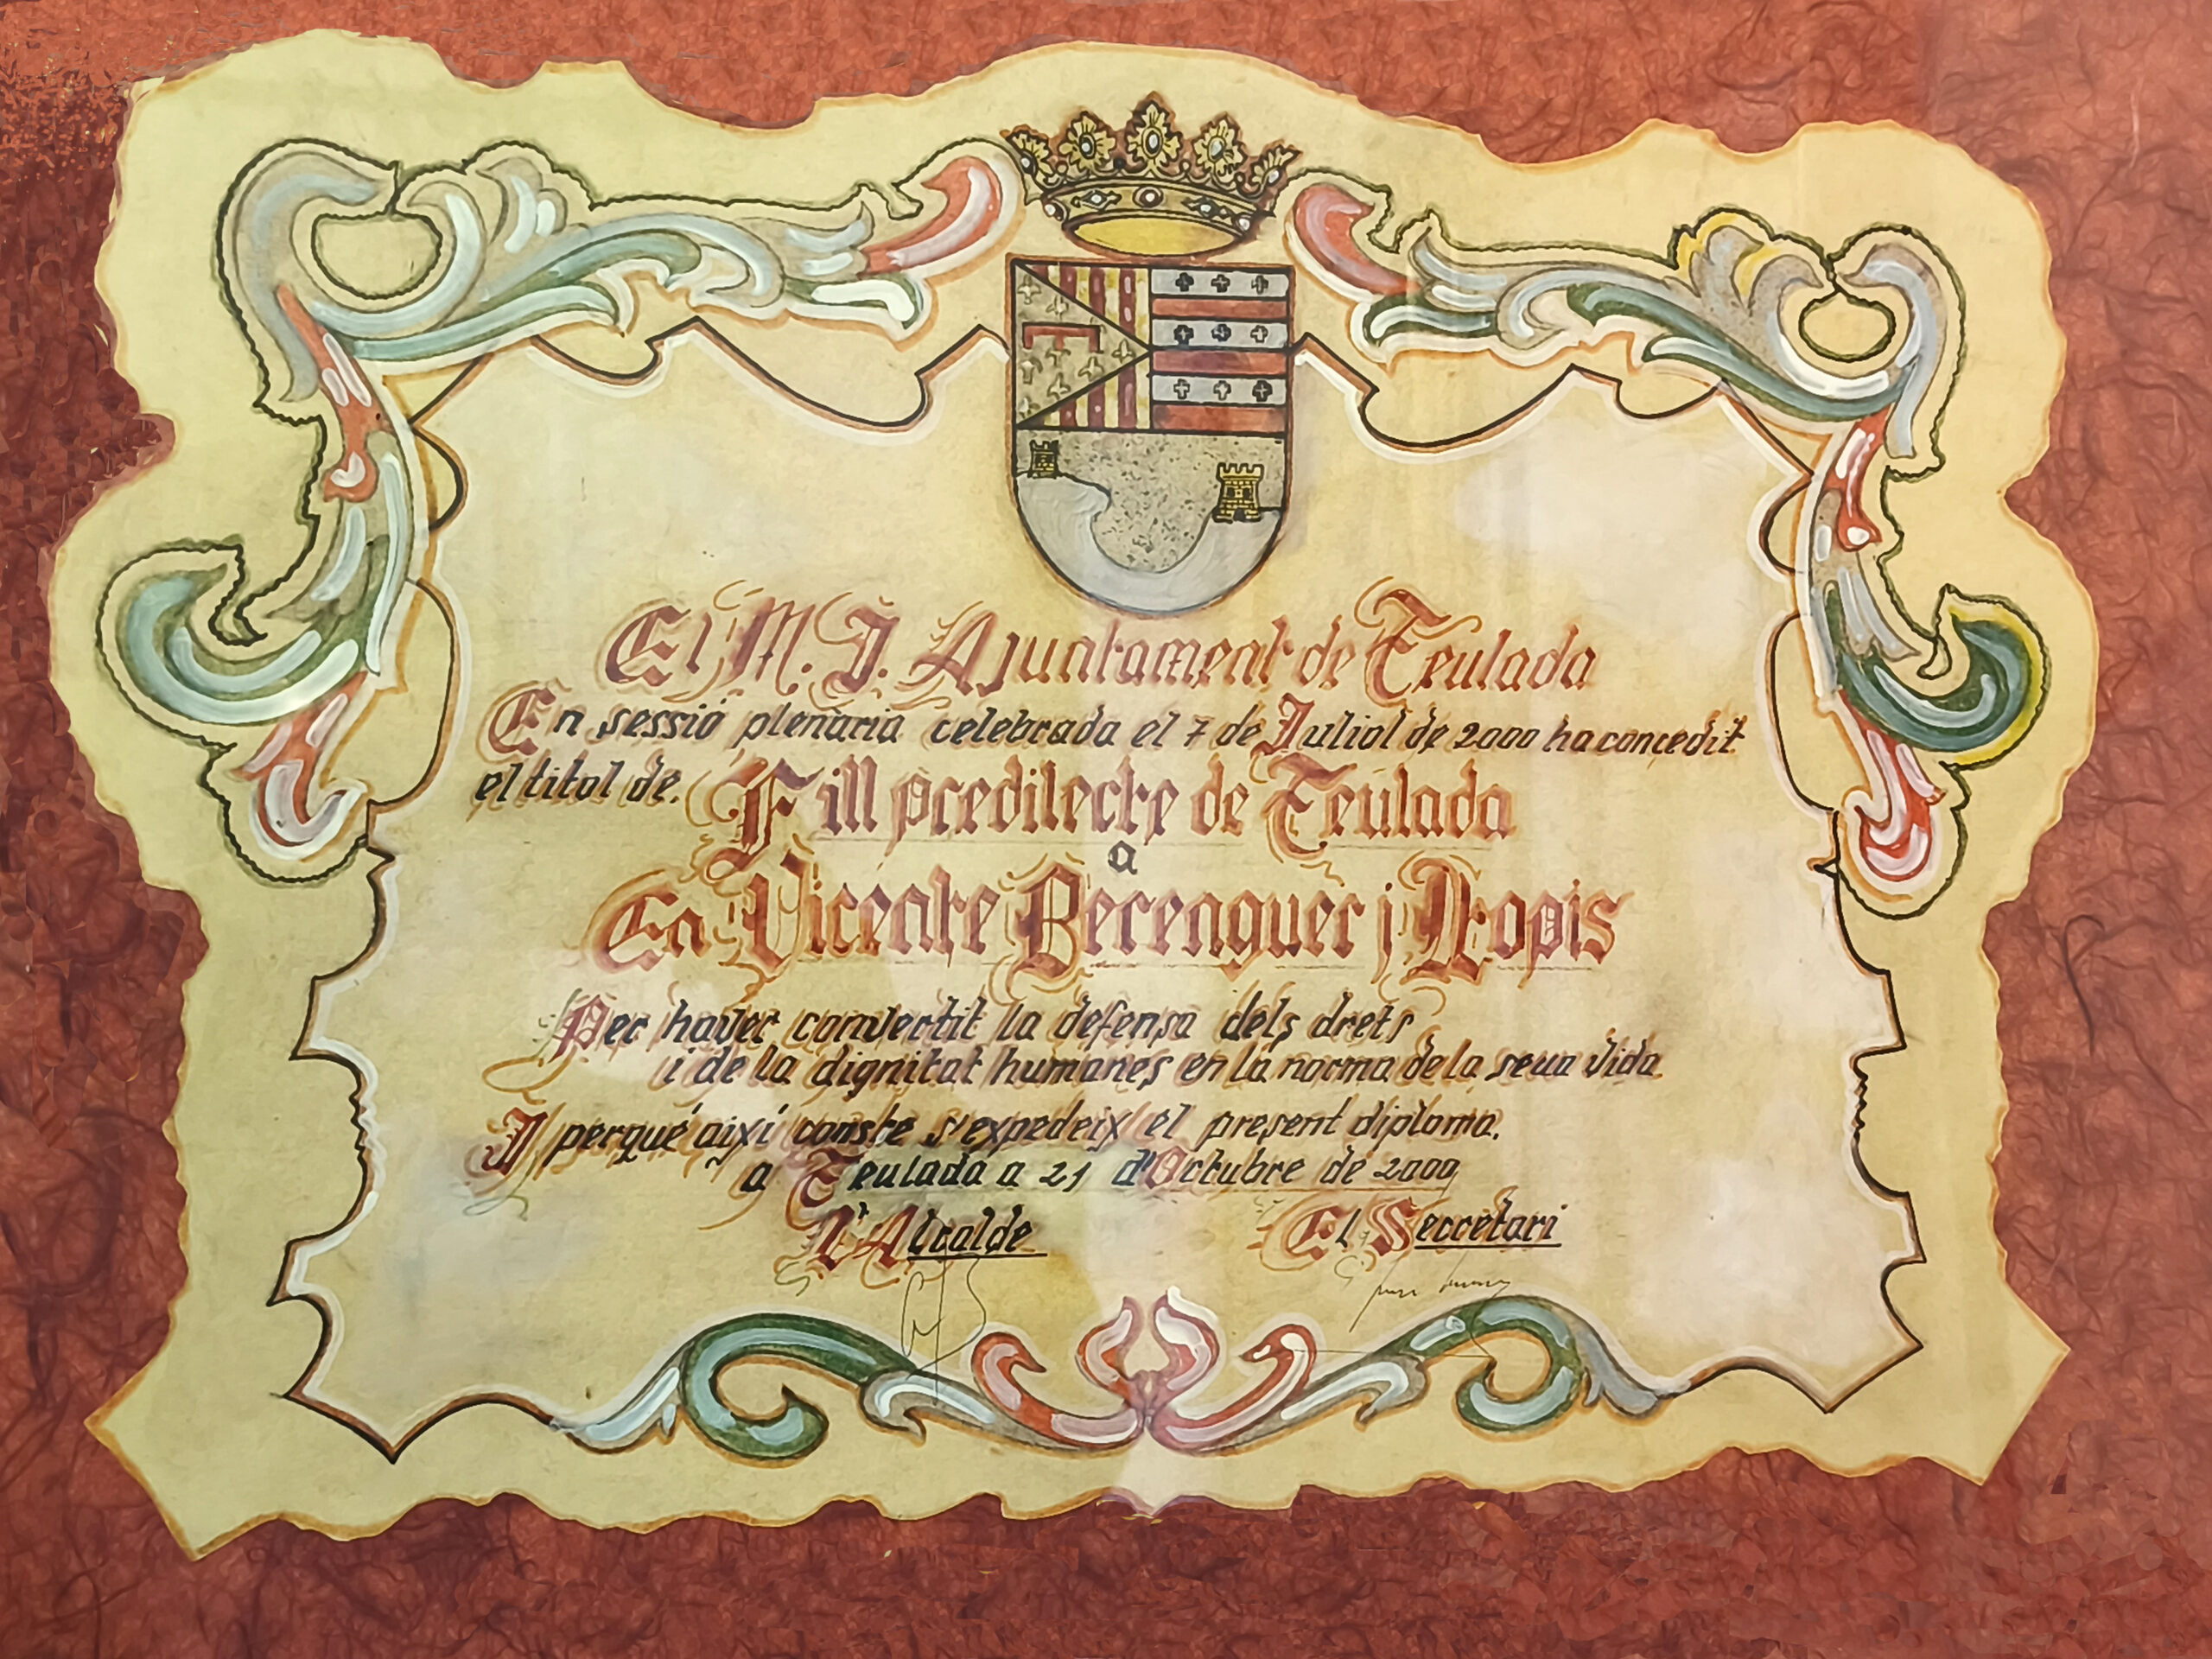 El M. I. Ajuntament de Teulada
En sessió plenaria celebrada el 7 de Juliol de 2000 ha concedit
el titol de.
Fill predilecte de Teulada
a
En Vicente Berenguer i Llopis
Per haver convertit la defensa dels drets
i de la dignitat humanes en la norma de la seua vida
I perqué així conste s'expedeix el present diploma.
a Teulada a 21 d'Octubre de 2000
L'Alcalde
El Secretari